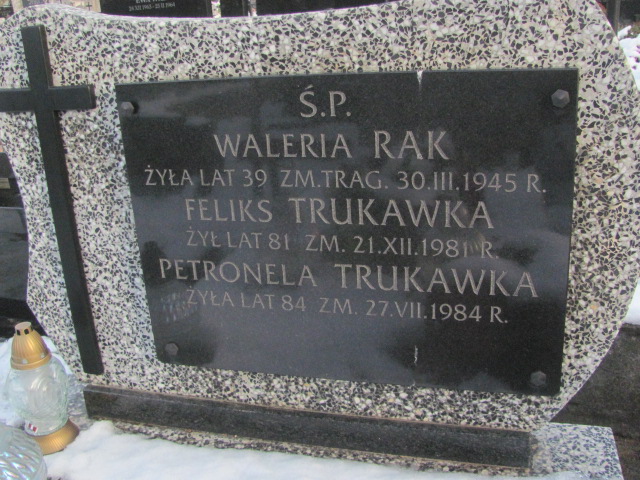 Ś.P.
WALERIA RAK
ŻYŁA LAT 39 ZM.TRAG. 30.III.1945 R.
FELIKS TRUKAWKA
ŻYŁ LAT 81 ZM. 21.XII.1981 R.
PETRONELA TRUKAWKA
ŻYŁA LAT 84 ZM. 27.VII.1984 R.